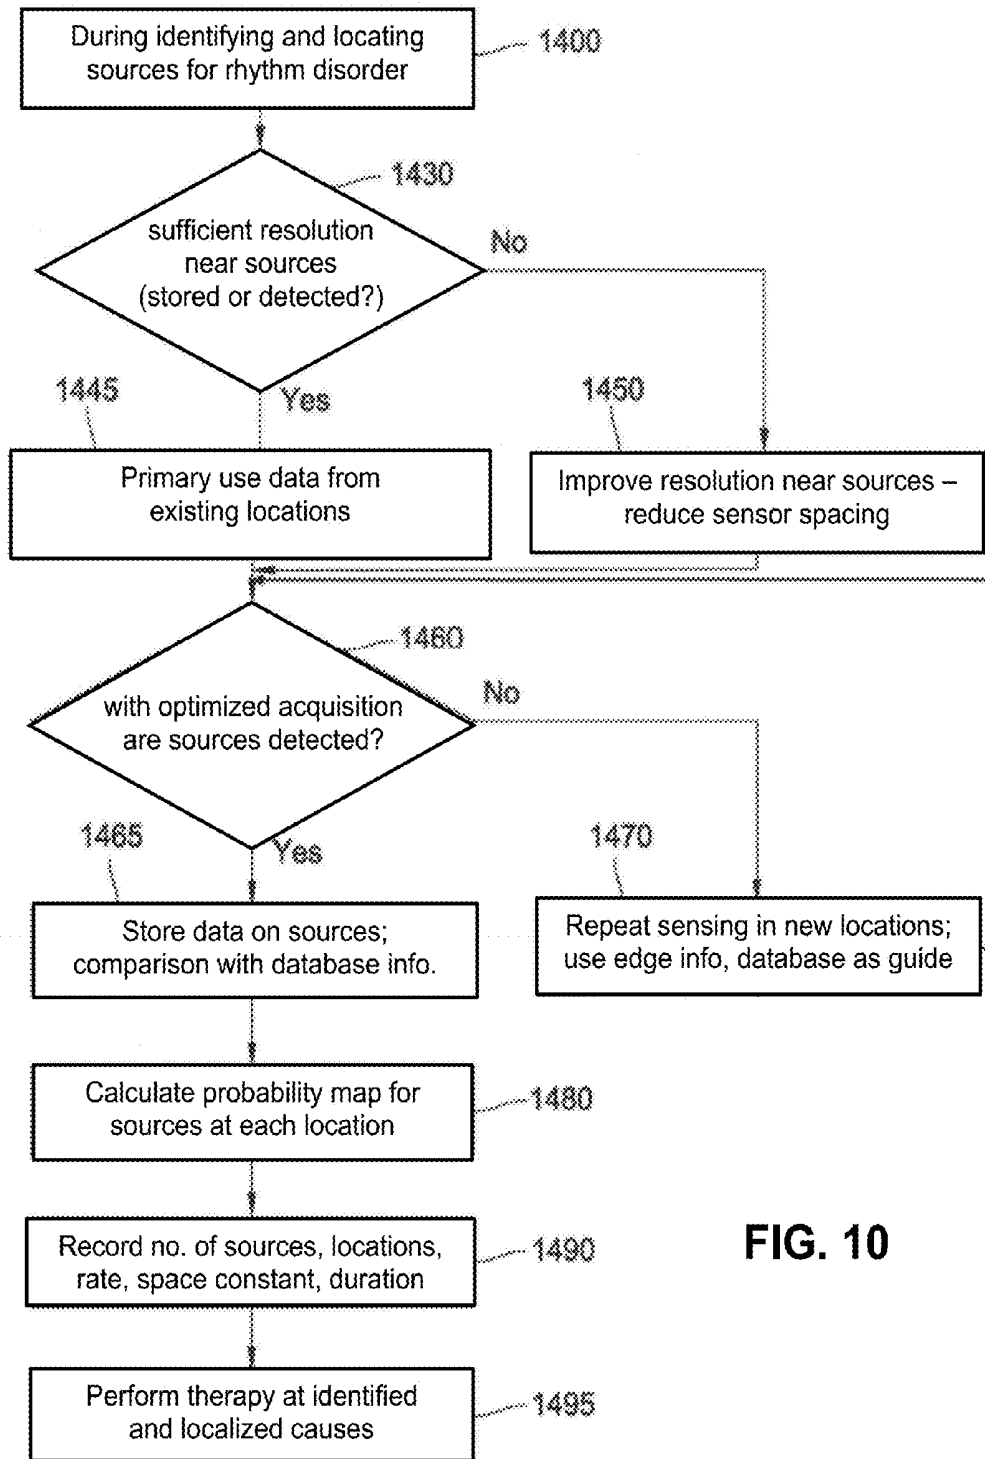 During identifying and locating
sources for rhythm disorder
1400
1430
sufficient resolution
near sources
(stored or detected?)
No
Yes
1445
1450
Primary use data from
existing locations
Improve resolution near sources –
reduce sensor spacing
1460
with optimized acquisition
are sources detected?
No
Yes
1465
1470
Store data on sources;
comparison with database info.
Repeat sensing in new locations;
use edge info, database as guide
Calculate probability map for
sources at each location
1480
Record no. of sources, locations,
rate, space constant, duration
1490
FIG. 10
Perform therapy at identified
and localized causes
1495